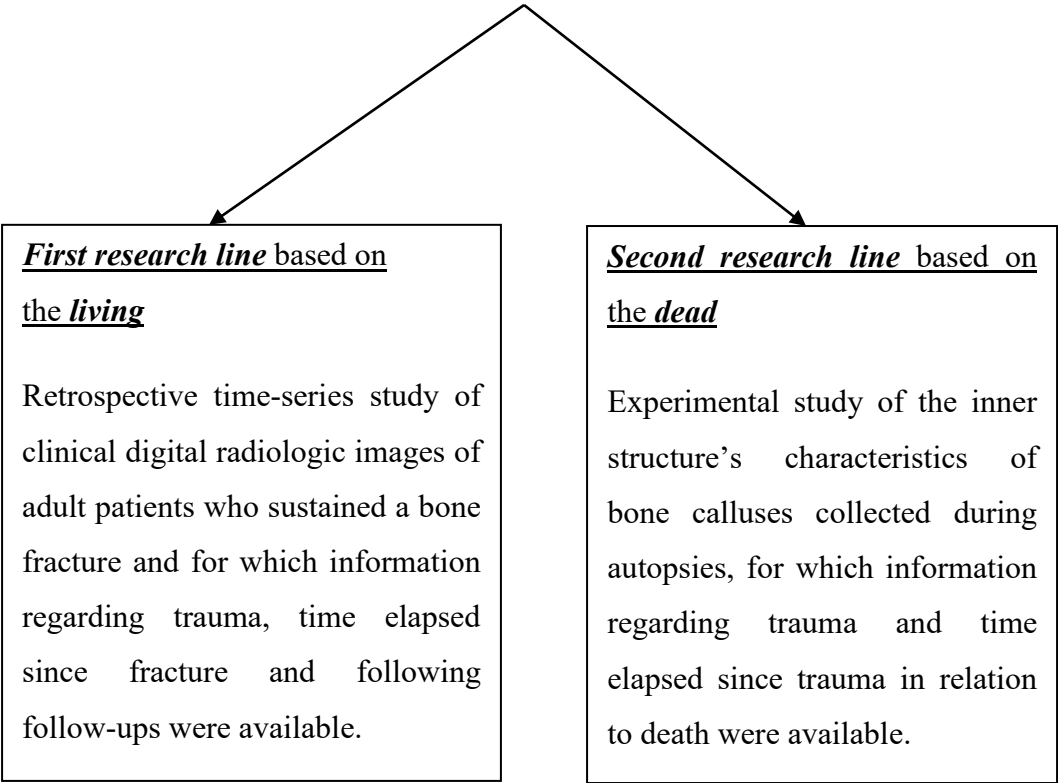 First research line based on
the living
Retrospective time-series study of
clinical digital radiologic images of
adult patients who sustained a bone
fracture and for which information
regarding trauma, time elapsed
since fracture and following
follow-ups were available.
Second research line based on
the dead
Experimental study of the inner
structure’s characteristics of
bone calluses collected during
autopsies, for which information
regarding trauma and time
elapsed since trauma in relation
to death were available.